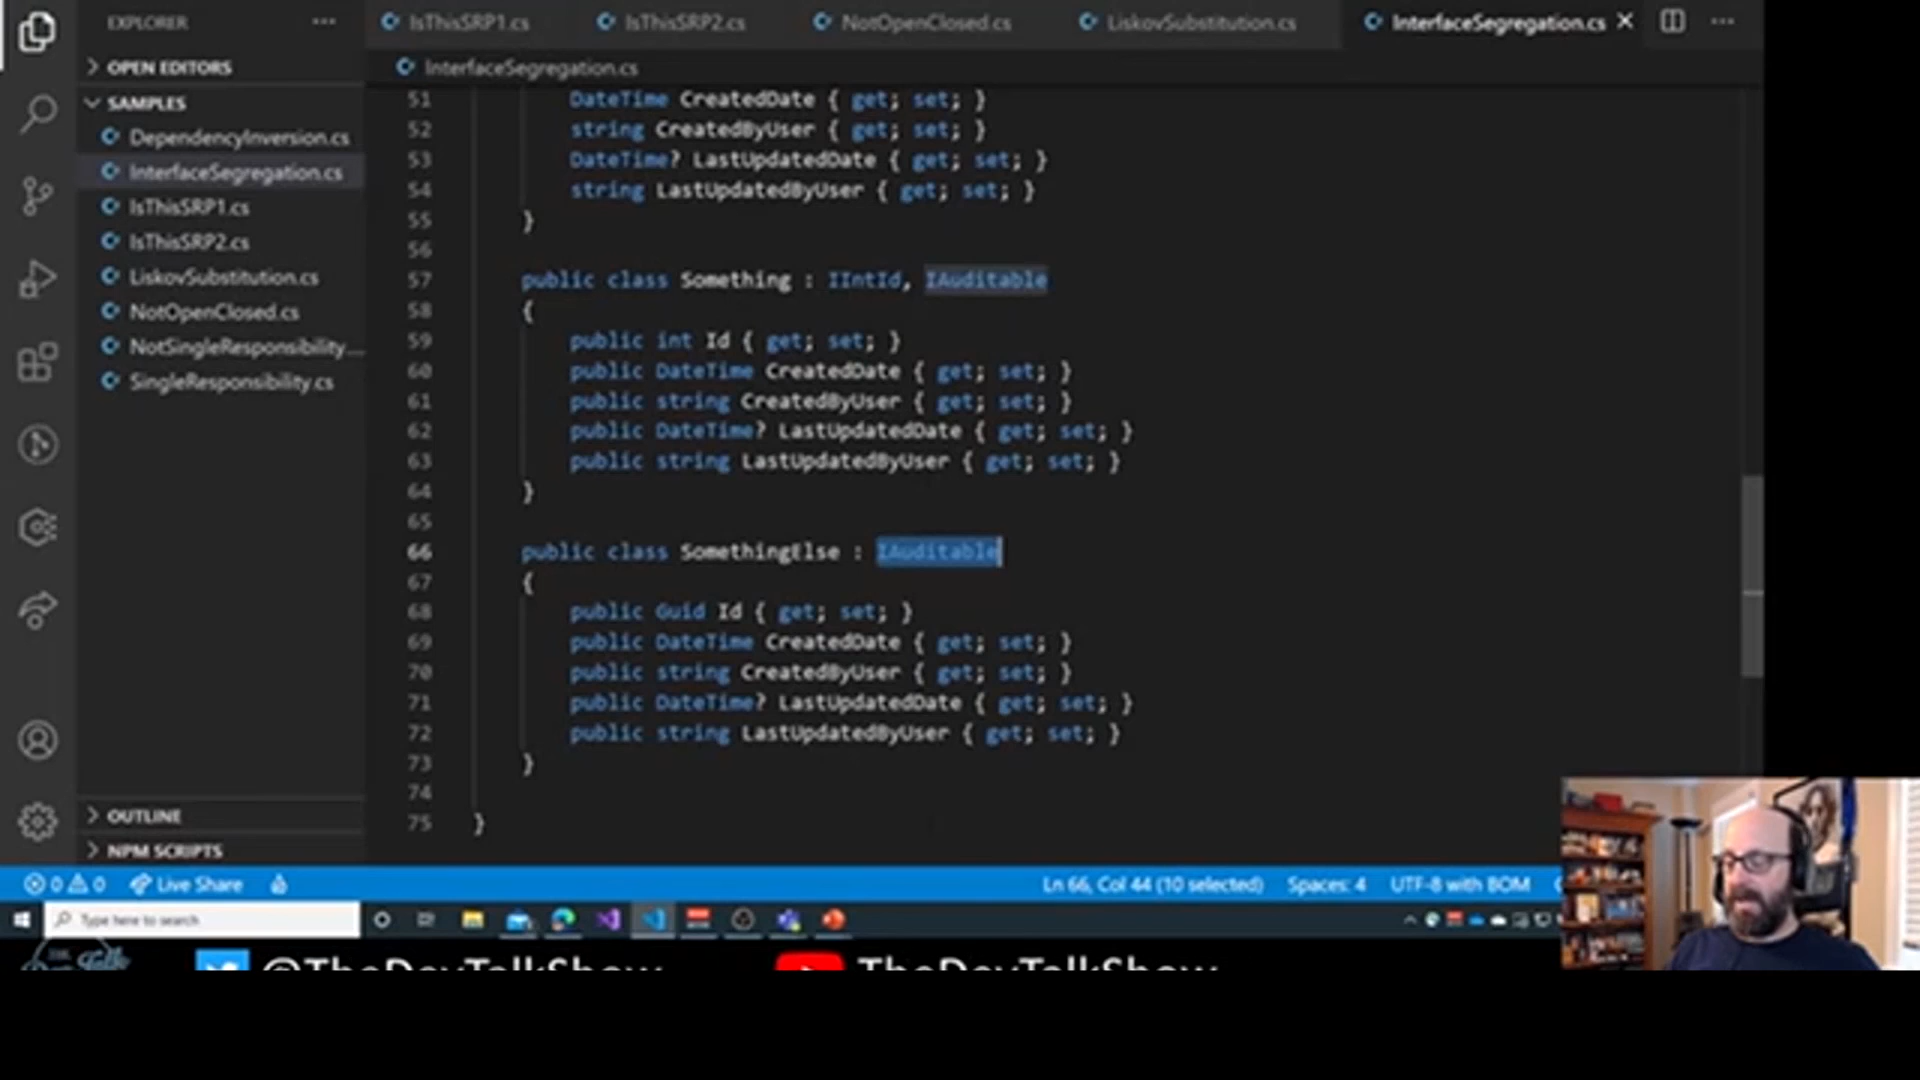 EXPLORER
IsThisSRP1.cs
IsThisSRP2.cs
NotOpenClosed.cs
LiskovSubstitution.cs
InterfaceSegregation.cs
OPEN EDITORS
SAMPLES
DependencyInversion.cs
InterfaceSegregation.cs
IsThisSRP1.cs
IsThisSRP2.cs
LiskovSubstitution.cs
NotOpenClosed.cs
NotSingleResponsibility....
SingleResponsibility.cs
OUTLINE
NPM SCRIPTS
InterfaceSegregation.cs
51 DateTime CreatedDate { get; set; }
52 string CreatedByUser { get; set; }
53 DateTime? LastUpdatedDate { get; set; }
54 string LastUpdatedByUser { get; set; }
55 }
56
57 public class Something : IIntId, IAuditable
58 {
59 public int Id { get; set; }
60 public DateTime CreatedDate { get; set; }
61 public string CreatedByUser { get; set; }
62 public DateTime? LastUpdatedDate { get; set; }
63 public string LastUpdatedByUser { get; set; }
64 }
65
66 public class SomethingElse : IAuditable
67 {
68 public Guid Id { get; set; }
69 public DateTime CreatedDate { get; set; }
70 public string CreatedByUser { get; set; }
71 public DateTime? LastUpdatedDate { get; set; }
72 public string LastUpdatedByUser { get; set; }
73 }
74
75 }
0 0 Live Share Ln 66, Col 44 (10 selected) Spaces: 4 UTF-8 with BOM
Type here to search
@TheDevTalkShow TheDevTalkShow